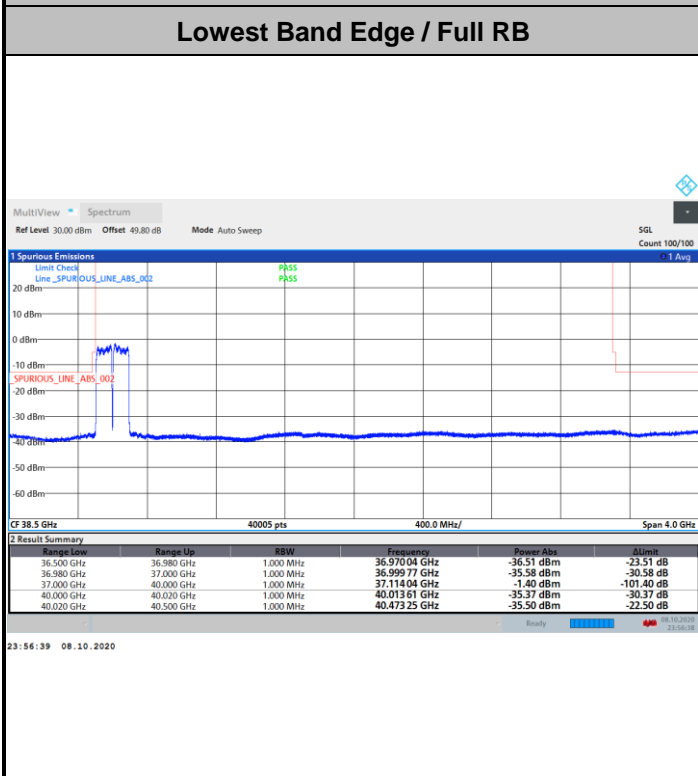 Lowest Band Edge / Full RB
MultiView Spectrum
Ref Level 30.00 dBm Offset 49.80 dB Mode Auto Sweep SGL
Count 100/100
1 Spurious Emissions 1 Avg
Limit Check PASS
Line _SPURIOUS_LINE_ABS_002 PASS
20 dBm
10 dBm
0 dBm
-10 dBm
_SPURIOUS_LINE_ABS_002
-20 dBm
-30 dBm
-40 dBm
-50 dBm
-60 dBm
CF 38.5 GHz 40005 pts 400.0 MHz/ Span 4.0 GHz
2 Result Summary
Range Low Range Up RBW Frequency Power Abs ΔLimit
36.500 GHz 36.980 GHz 1.000 MHz 36.97004 GHz -36.51 dBm -23.51 dB
36.980 GHz 37.000 GHz 1.000 MHz 36.99977 GHz -35.58 dBm -30.58 dB
37.000 GHz 40.000 GHz 1.000 MHz 37.11404 GHz -1.40 dBm -101.40 dB
40.000 GHz 40.020 GHz 1.000 MHz 40.01361 GHz -35.37 dBm -30.37 dB
40.020 GHz 40.500 GHz 1.000 MHz 40.47325 GHz -35.50 dBm -22.50 dB
Ready 08.10.2020
23:56:38
23:56:39 08.10.2020